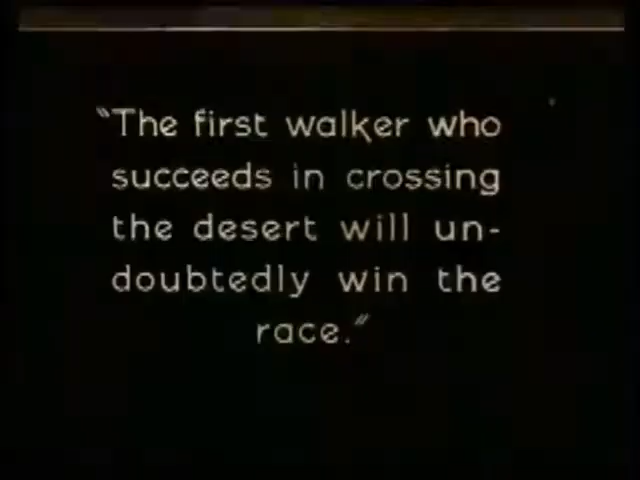 "The first walker who
succeeds in crossing
the desert will un-
doubtedly win the
race."